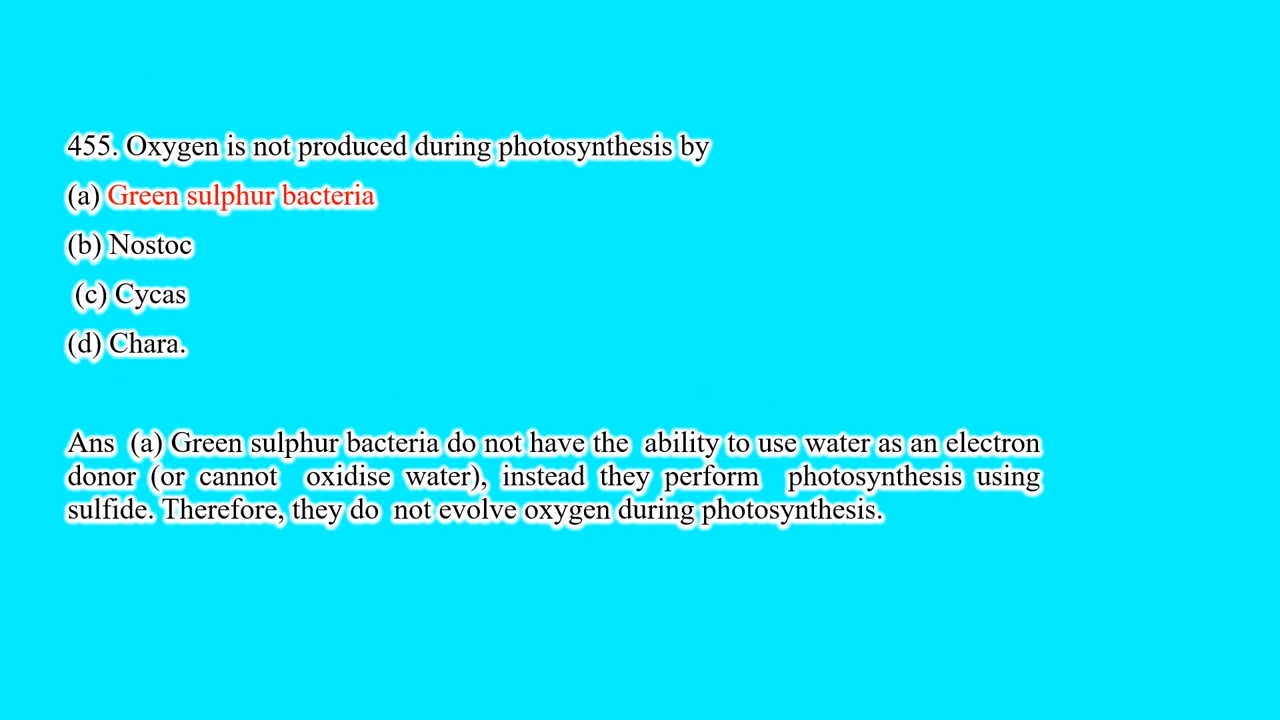 455. Oxygen is not produced during photosynthesis by
(a) Green sulphur bacteria
(b) Nostoc
(c) Cycas
(d) Chara.
Ans (a) Green sulphur bacteria do not have the ability to use water as an electron
donor (or cannot oxidise water), instead they perform photosynthesis using
sulfide. Therefore, they do not evolve oxygen during photosynthesis.